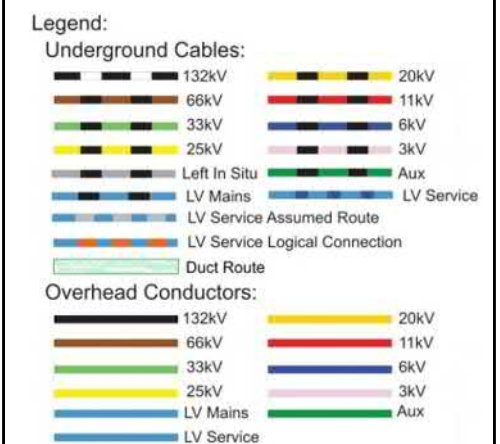 Legend:
Underground Cables:
132kV 20kV
66kV 11kV
33kV 6kV
25kV 3kV
Left In Situ Aux
LV Mains LV Service
LV Service Assumed Route
LV Service Logical Connection
Duct Route
Overhead Conductors:
132kV 20kV
66kV 11kV
33kV 6kV
25kV 3kV
LV Mains Aux
LV Service